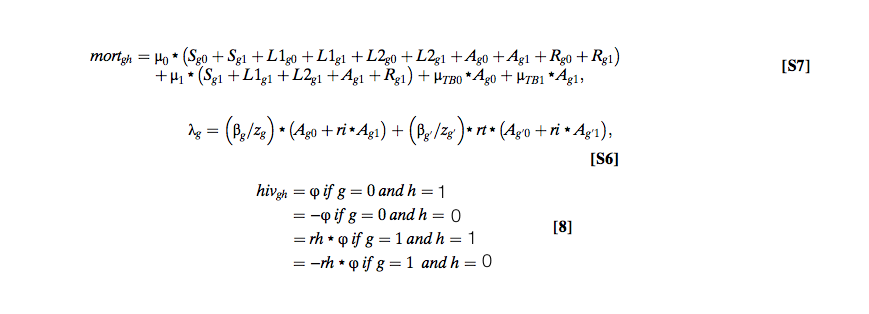 mort_gh = μ_0 * (S_g0 + S_g1 + L1_g0 + L1_g1 + L2_g0 + L2_g1 + A_g0 + A_g1 + R_g0 + R_g1)
+ μ_1 * (S_g1 + L1_g1 + L2_g1 + A_g1 + R_g1) + μ_TB0 * A_g0 + μ_TB1 * A_g1, [S7]
λ_g = (β_g/z_g) * (A_g0 + ri * A_g1) + (β_g′/z_g′) * rt * (A_g′0 + ri * A_g′1),
[S6]
hiv_gh = φ if g = 0 and h = 1
= −φ if g = 0 and h = 0 [8]
= rh * φ if g = 1 and h = 1
= −rh * φ if g = 1 and h = 0